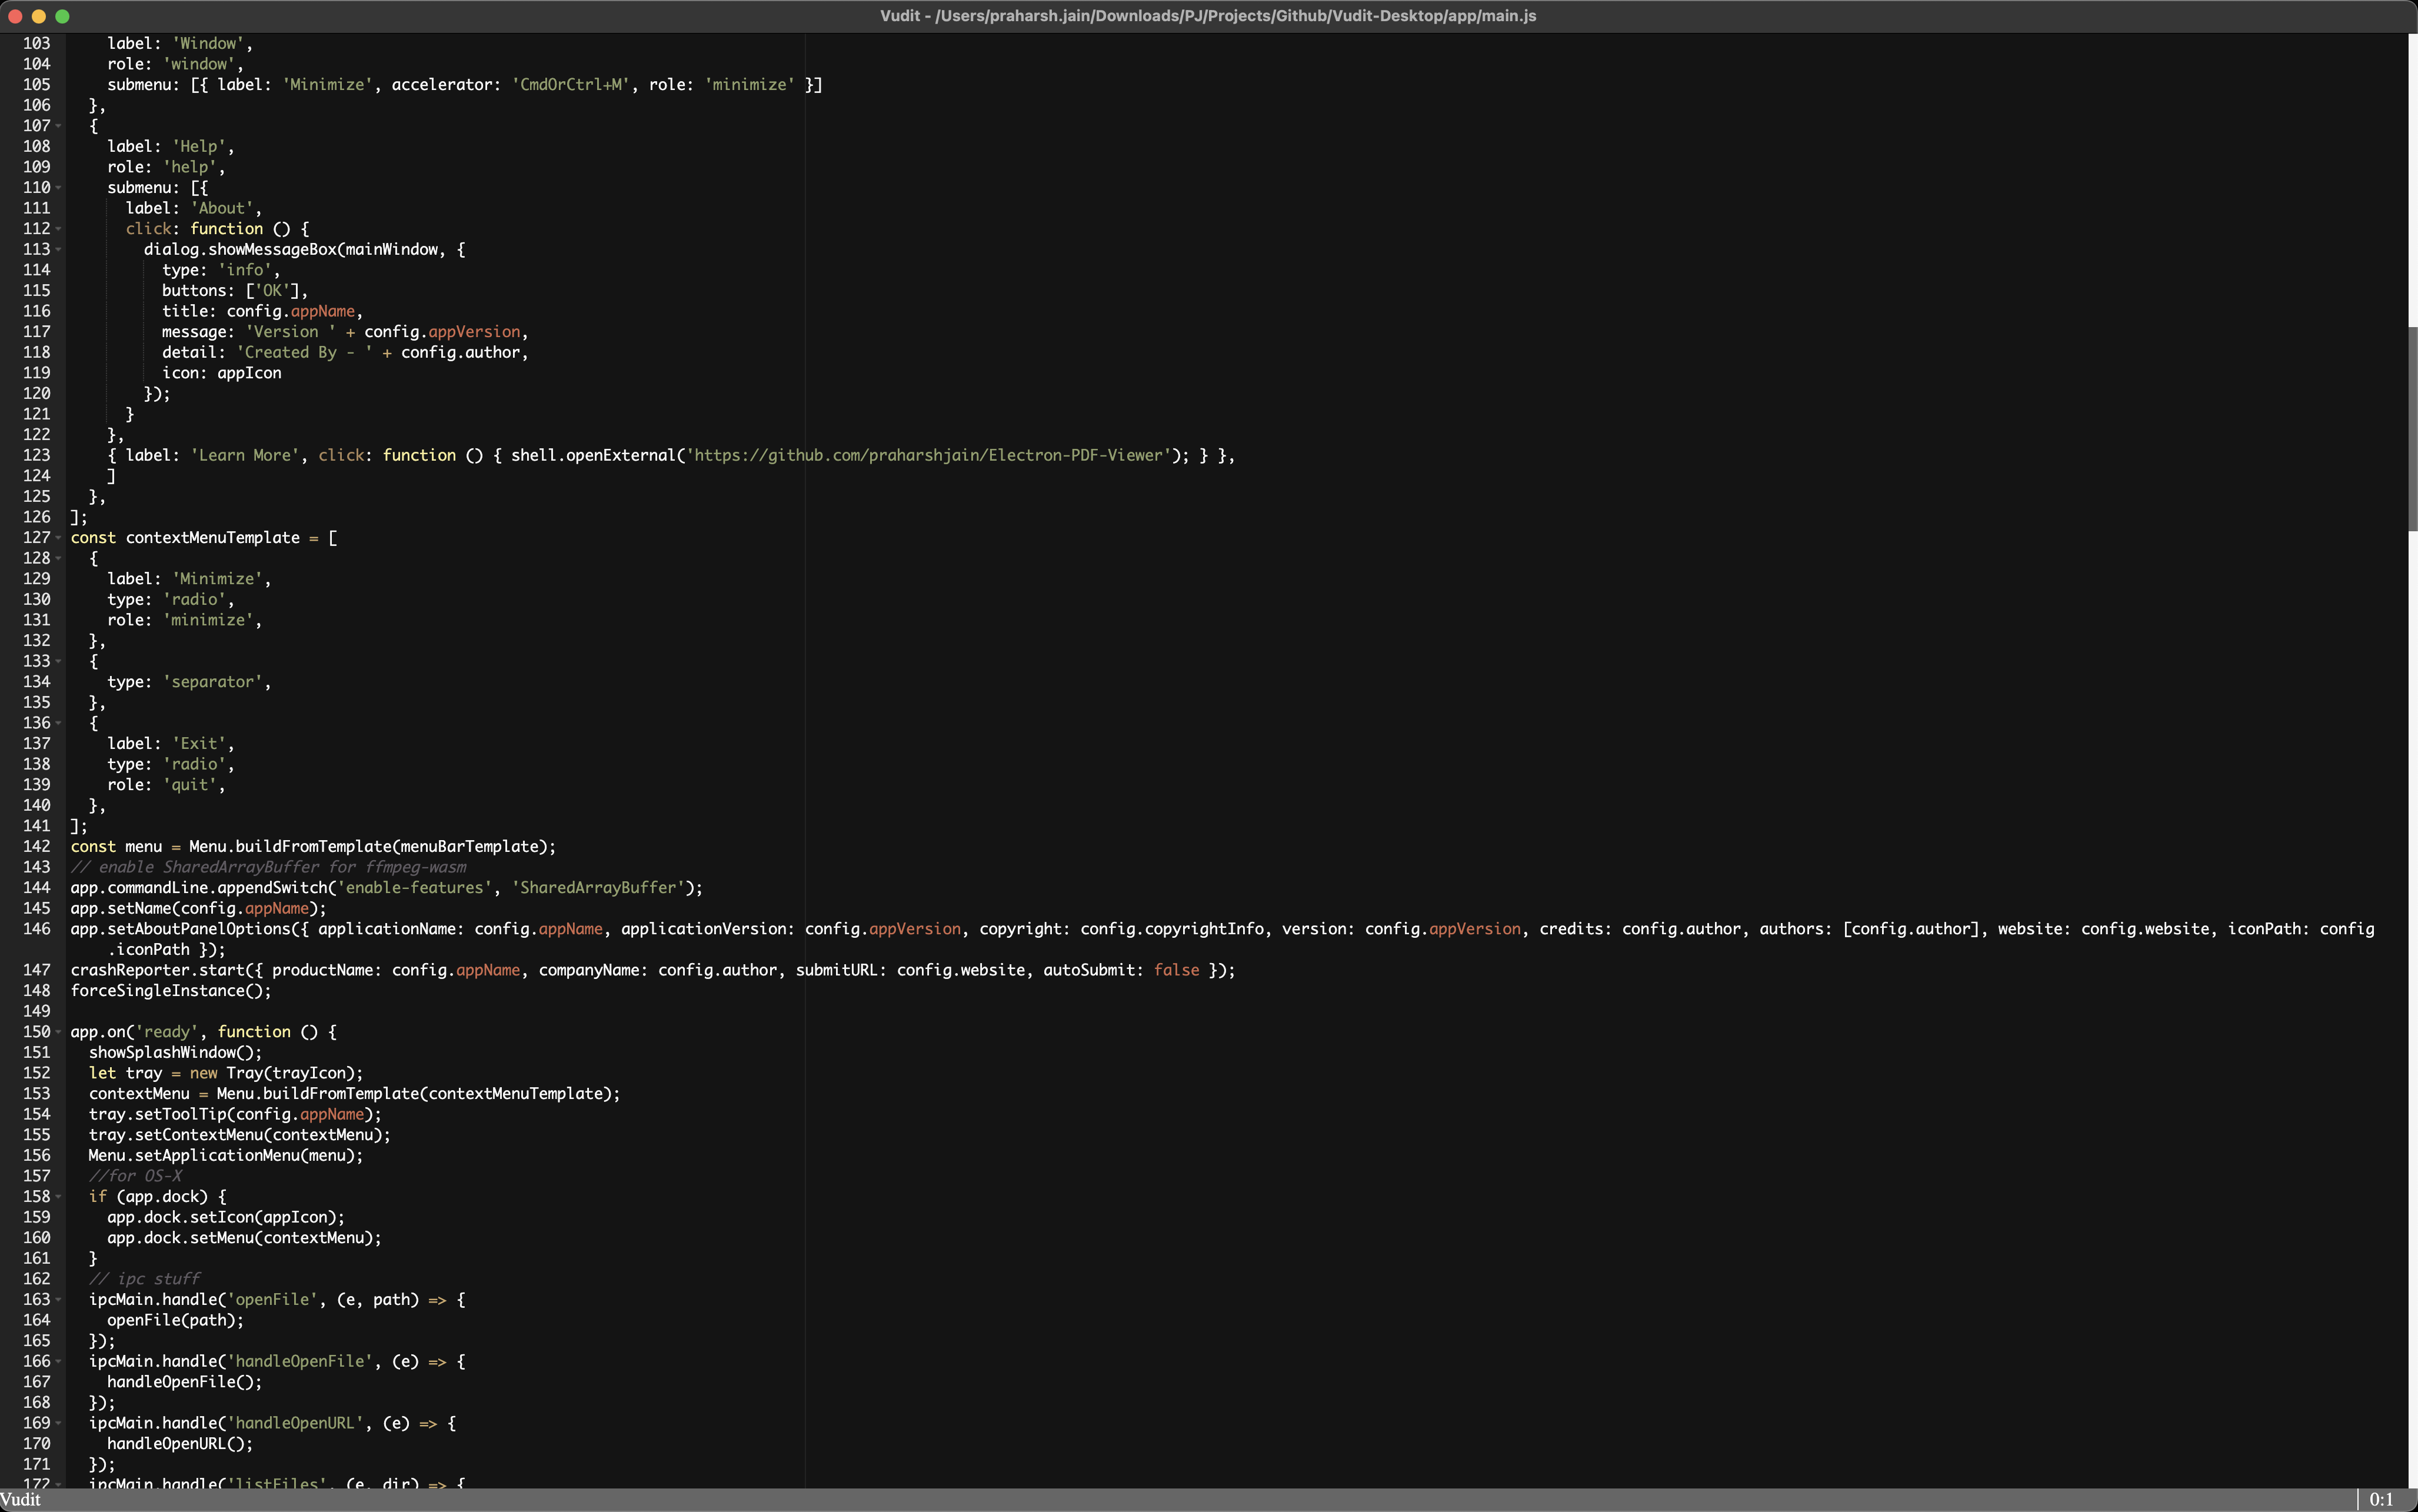 Vudit - /Users/praharsh.jain/Downloads/PJ/Projects/Github/Vudit-Desktop/app/main.js
103 label: 'Window',
104 role: 'window',
105 submenu: [{ label: 'Minimize', accelerator: 'CmdOrCtrl+M', role: 'minimize' }]
106 },
107 {
108 label: 'Help',
109 role: 'help',
110 submenu: [{
111 label: 'About',
112 click: function () {
113 dialog.showMessageBox(mainWindow, {
114 type: 'info',
115 buttons: ['OK'],
116 title: config.appName,
117 message: 'Version ' + config.appVersion,
118 detail: 'Created By - ' + config.author,
119 icon: appIcon
120 });
121 }
122 },
123 { label: 'Learn More', click: function () { shell.openExternal('https://github.com/praharshjain/Electron-PDF-Viewer'); } },
124 ]
125 },
126 ];
127 const contextMenuTemplate = [
128 {
129 label: 'Minimize',
130 type: 'radio',
131 role: 'minimize',
132 },
133 {
134 type: 'separator',
135 },
136 {
137 label: 'Exit',
138 type: 'radio',
139 role: 'quit',
140 },
141 ];
142 const menu = Menu.buildFromTemplate(menuBarTemplate);
143 // enable SharedArrayBuffer for ffmpeg-wasm
144 app.commandLine.appendSwitch('enable-features', 'SharedArrayBuffer');
145 app.setName(config.appName);
146 app.setAboutPanelOptions({ applicationName: config.appName, applicationVersion: config.appVersion, copyright: config.copyrightInfo, version: config.appVersion, credits: config.author, authors: [config.author], website: config.website, iconPath: config
.iconPath });
147 crashReporter.start({ productName: config.appName, companyName: config.author, submitURL: config.website, autoSubmit: false });
148 forceSingleInstance();
149
150 app.on('ready', function () {
151 showSplashWindow();
152 let tray = new Tray(trayIcon);
153 contextMenu = Menu.buildFromTemplate(contextMenuTemplate);
154 tray.setToolTip(config.appName);
155 tray.setContextMenu(contextMenu);
156 Menu.setApplicationMenu(menu);
157 //for OS-X
158 if (app.dock) {
159 app.dock.setIcon(appIcon);
160 app.dock.setMenu(contextMenu);
161 }
162 // ipc stuff
163 ipcMain.handle('openFile', (e, path) => {
164 openFile(path);
165 });
166 ipcMain.handle('handleOpenFile', (e) => {
167 handleOpenFile();
168 });
169 ipcMain.handle('handleOpenURL', (e) => {
170 handleOpenURL();
171 });
172 ipcMain.handle('listFiles', (e, dir) => {
Vudit 0:1